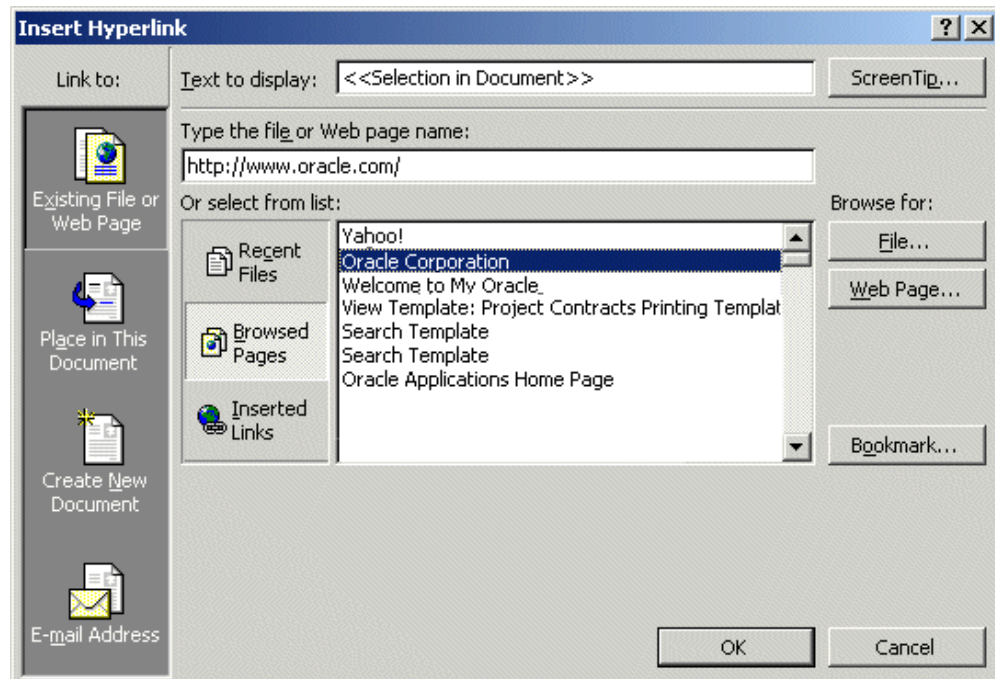 Insert Hyperlink
Link to:
Text to display:
<<Selection in Document>>
ScreenTip...
Existing File or
Web Page
Place in This
Document
Create New
Document
E-mail Address
Type the file or Web page name:
http://www.oracle.com/
Or select from list:
Recent
Files
Browsed
Pages
Inserted
Links
Yahoo!
Oracle Corporation
Welcome to My Oracle
View Template: Project Contracts Printing Templat
Search Template
Search Template
Oracle Applications Home Page
Browse for:
File...
Web Page...
Bookmark...
OK
Cancel